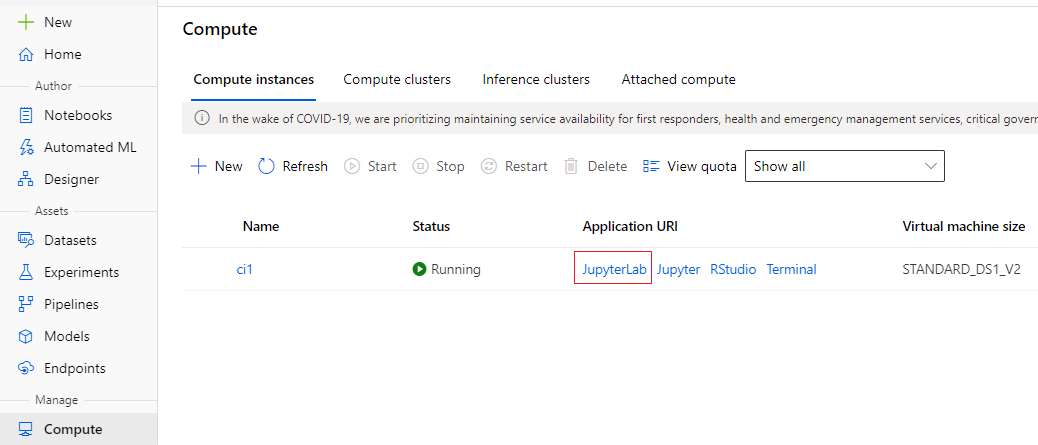 New
Home
Author
Notebooks
Automated ML
Designer
Assets
Datasets
Experiments
Pipelines
Models
Endpoints
Manage
Compute
Compute
Compute instances Compute clusters Inference clusters Attached compute
In the wake of COVID-19, we are prioritizing maintaining service availability for first responders, health and emergency management services, critical govern
New Refresh Start Stop Restart Delete View quota Show all
Name Status Application URI Virtual machine size
ci1 Running JupyterLab Jupyter RStudio Terminal STANDARD_DS1_V2